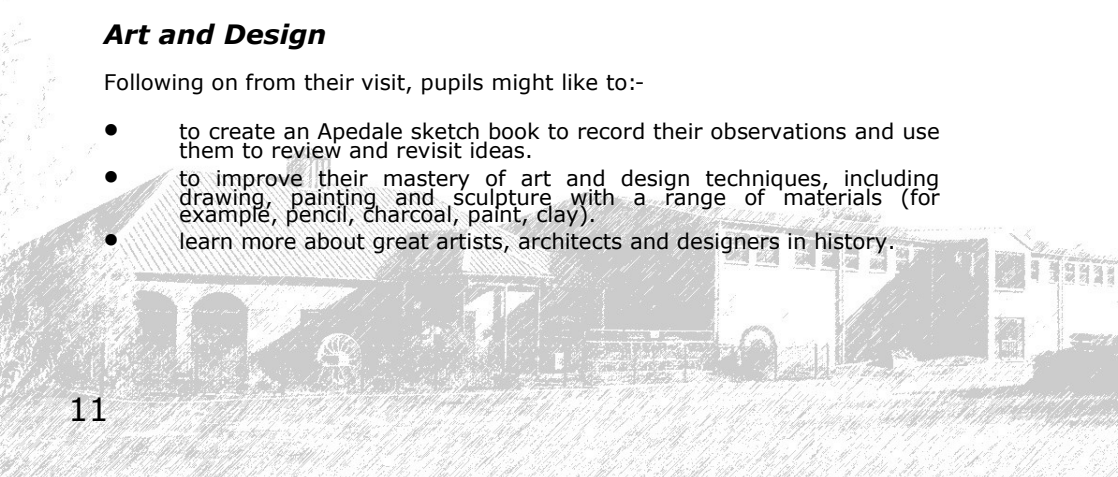 Art and Design
Following on from their visit, pupils might like to:-
• to create an Apedale sketch book to record their observations and use
them to review and revisit ideas.
• to improve their mastery of art and design techniques, including
drawing, painting and sculpture with a range of materials (for
example, pencil, charcoal, paint, clay).
• learn more about great artists, architects and designers in history.
11